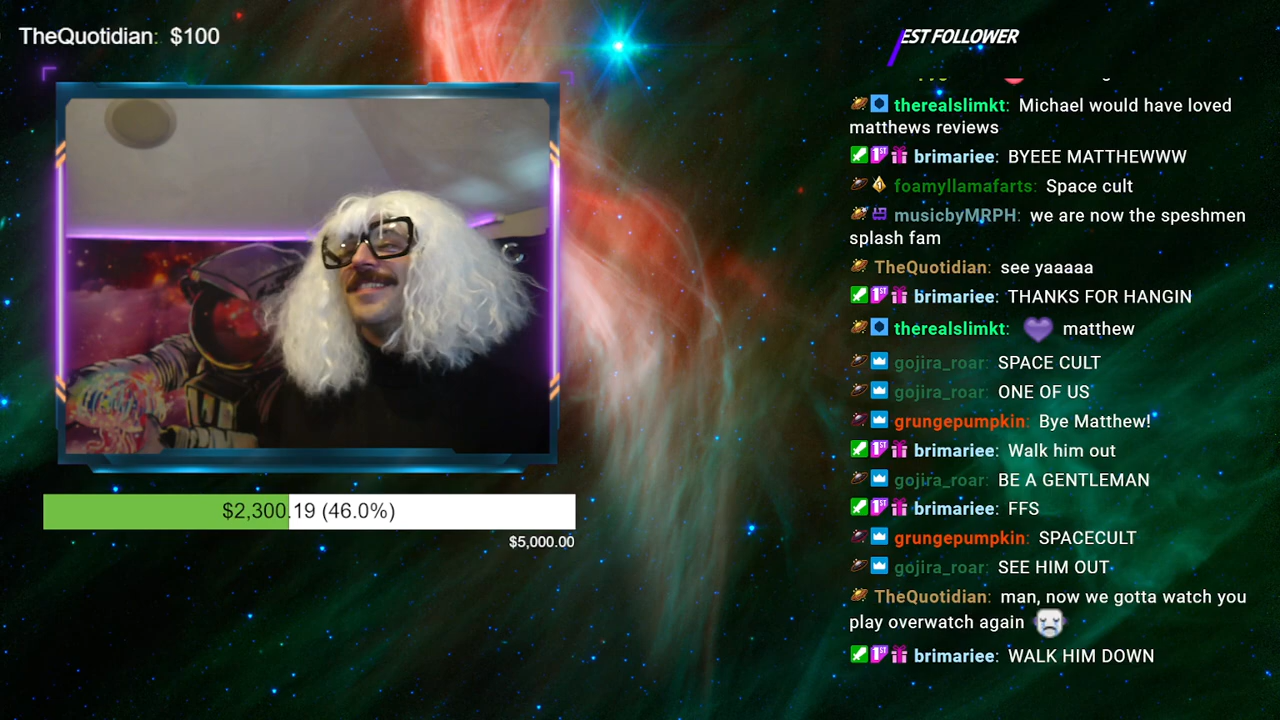 TheQuotidian: $100
EST FOLLOWER
therealslimkt: Michael would have loved
matthews reviews
brimariee: BYEEE MATTHEWWW
foamyllamafarts: Space cult
musicbyMRPH: we are now the speshmen
splash fam
TheQuotidian: see yaaaaa
brimariee: THANKS FOR HANGIN
therealslimkt: matthew
gojira_roar: SPACE CULT
gojira_roar: ONE OF US
grungepumpkin: Bye Matthew!
brimariee: Walk him out
gojira_roar: BE A GENTLEMAN
brimariee: FFS
grungepumpkin: SPACECULT
gojira_roar: SEE HIM OUT
TheQuotidian: man, now we gotta watch you
play overwatch again
brimariee: WALK HIM DOWN
$2,300.19 (46.0%)
$5,000.00